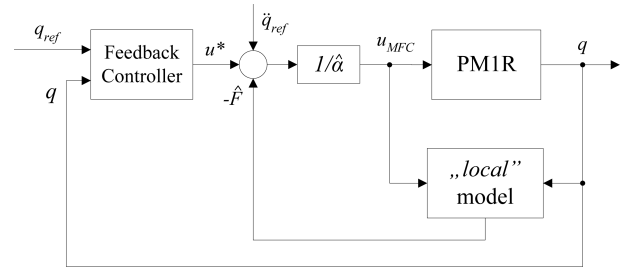 q_ref
q
Feedback
Controller
u*
q̈_ref
-F̂
1/α̂
u_MFC
PM1R
q
„local”
model